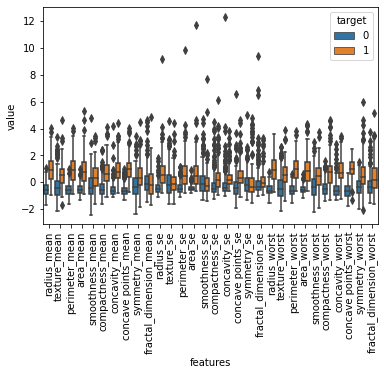 target
0
1
12
10
8
6
4
2
0
−2
value
radius_mean
texture_mean
perimeter_mean
area_mean
smoothness_mean
compactness_mean
concavity_mean
concave points_mean
symmetry_mean
fractal_dimension_mean
radius_se
texture_se
perimeter_se
area_se
smoothness_se
compactness_se
concavity_se
concave points_se
symmetry_se
fractal_dimension_se
radius_worst
texture_worst
perimeter_worst
area_worst
smoothness_worst
compactness_worst
concavity_worst
concave points_worst
symmetry_worst
fractal_dimension_worst
features